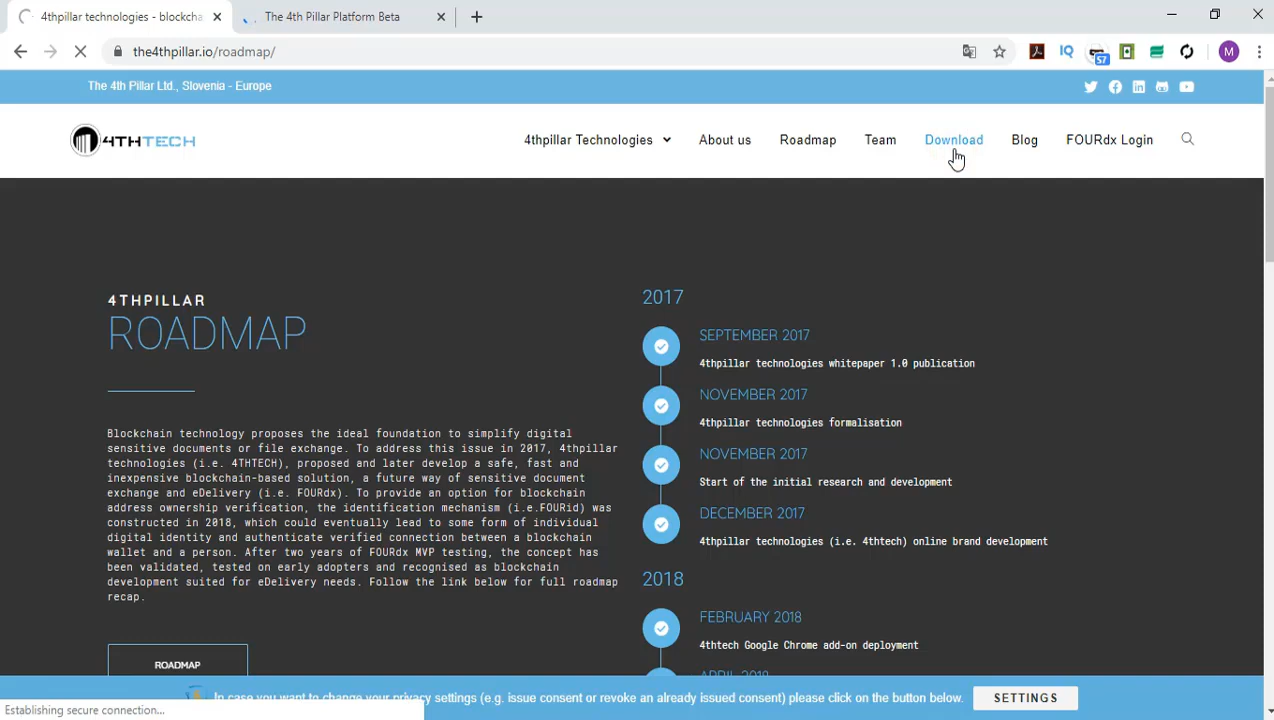 4thpillar technologies - blockcha
The 4th Pillar Platform Beta
the4thpillar.io/roadmap/
57
M
The 4th Pillar Ltd., Slovenia - Europe
4THTECH
4thpillar Technologies
About us
Roadmap
Team
Download
Blog
FOURdx Login
4THPILLAR
ROADMAP
Blockchain technology proposes the ideal foundation to simplify digital
sensitive documents or file exchange. To address this issue in 2017, 4thpillar
technologies (i.e. 4THTECH), proposed and later develop a safe, fast and
inexpensive blockchain-based solution, a future way of sensitive document
exchange and eDelivery (i.e. FOURdx). To provide an option for blockchain
address ownership verification, the identification mechanism (i.e.FOURid) was
constructed in 2018, which could eventually lead to some form of individual
digital identity and authenticate verified connection between a blockchain
wallet and a person. After two years of FOURdx MVP testing, the concept has
been validated, tested on early adopters and recognised as blockchain
development suited for eDelivery needs. Follow the link below for full roadmap
recap.
ROADMAP
2017
SEPTEMBER 2017
4thpillar technologies whitepaper 1.0 publication
NOVEMBER 2017
4thpillar technologies formalisation
NOVEMBER 2017
Start of the initial research and development
DECEMBER 2017
4thpillar technologies (i.e. 4thtech) online brand development
2018
FEBRUARY 2018
4thtech Google Chrome add-on deployment
APRIL 2018
In case you want to change your privacy settings (e.g. issue consent or revoke an already issued consent) please click on the button below.
SETTINGS
Establishing secure connection...